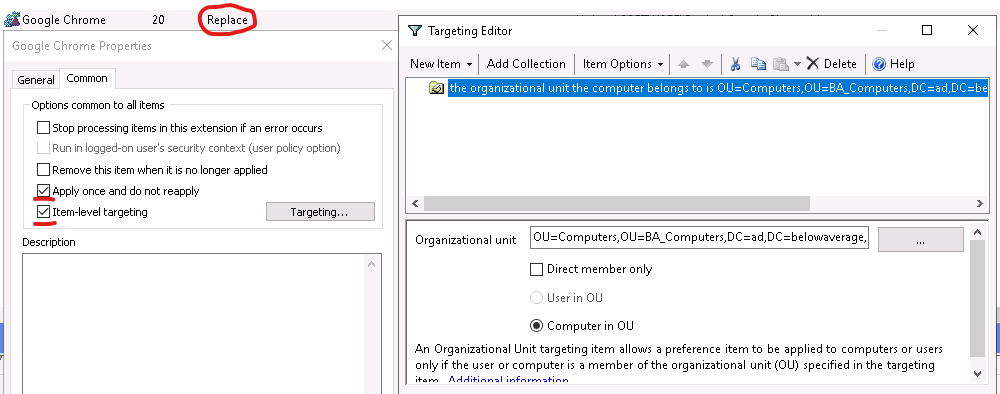 Google Chrome 20 Replace
Google Chrome Properties
General Common
Options common to all items
Stop processing items in this extension if an error occurs
Run in logged-on user's security context (user policy option)
Remove this item when it is no longer applied
Apply once and do not reapply
Item-level targeting Targeting...
Description
Targeting Editor
New Item Add Collection Item Options Delete Help
the organizational unit the computer belongs to is OU=Computers,OU=BA_Computers,DC=ad,DC=be
Organizational unit OU=Computers,OU=BA_Computers,DC=ad,DC=belowaverage, ...
Direct member only
User in OU
Computer in OU
An Organizational Unit targeting item allows a preference item to be applied to computers or users
only if the user or computer is a member of the organizational unit (OU) specified in the targeting
item. Additional information